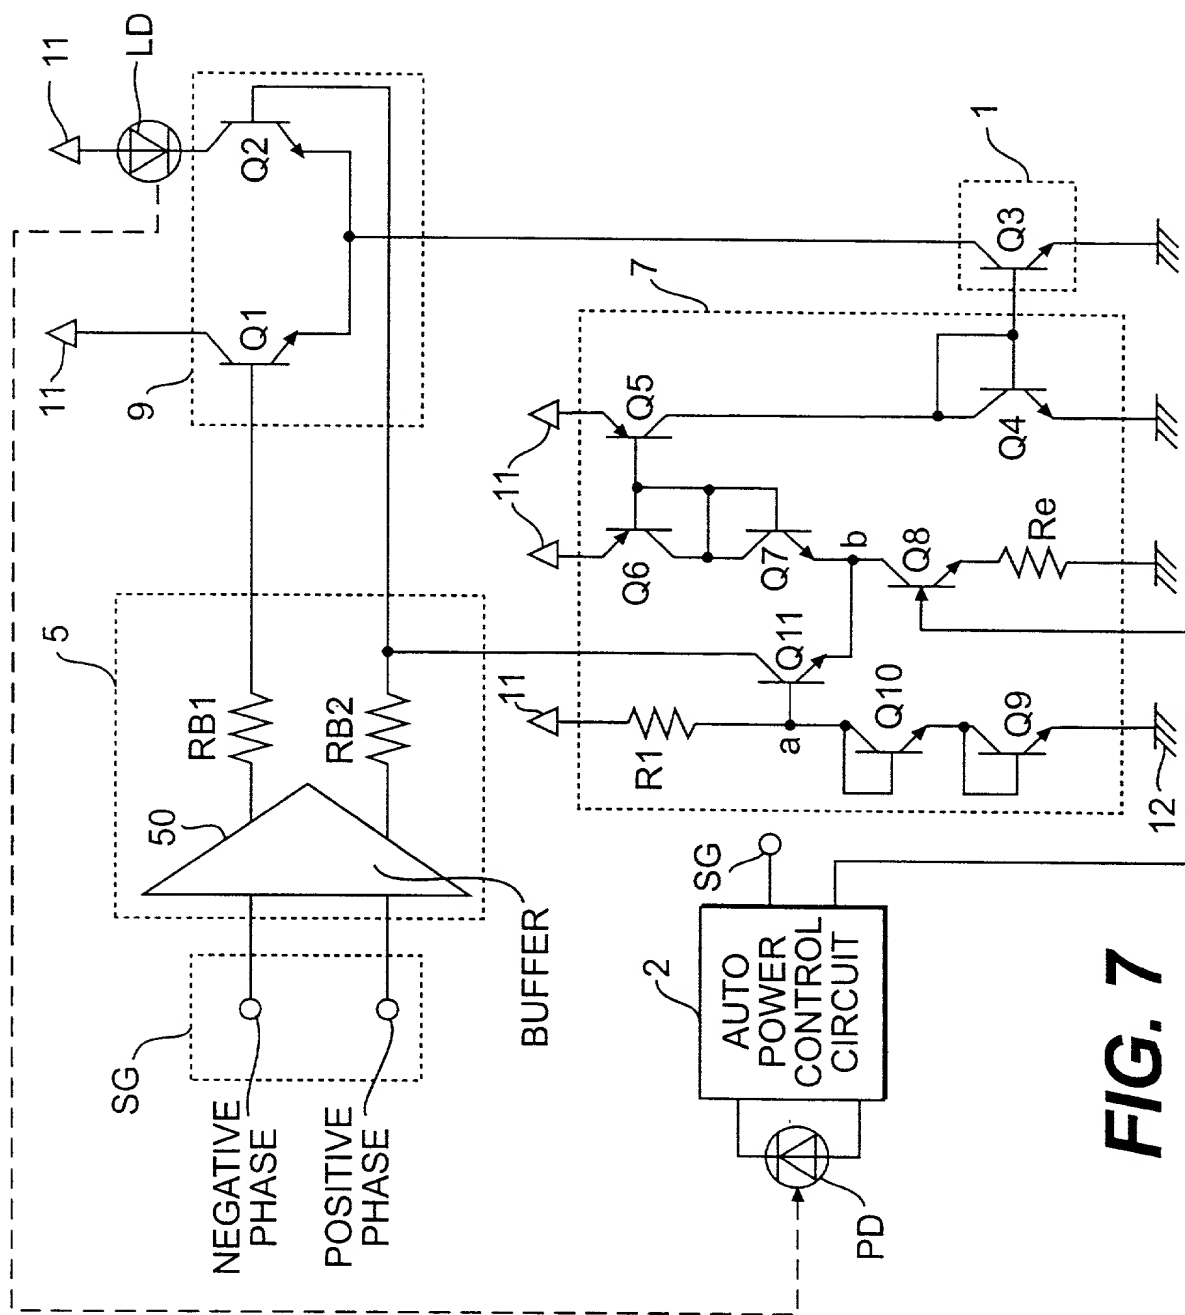 11
LD
11
Q1
Q2
9
5
RB1
RB2
50
BUFFER
SG
NEGATIVE
PHASE
POSITIVE
PHASE
1
Q3
7
11
Q5
Q6
Q7
Q4
b
Q8
Re
11
Q11
R1
a
Q10
Q9
12
SG
2
AUTO
POWER
CONTROL
CIRCUIT
PD
FIG. 7